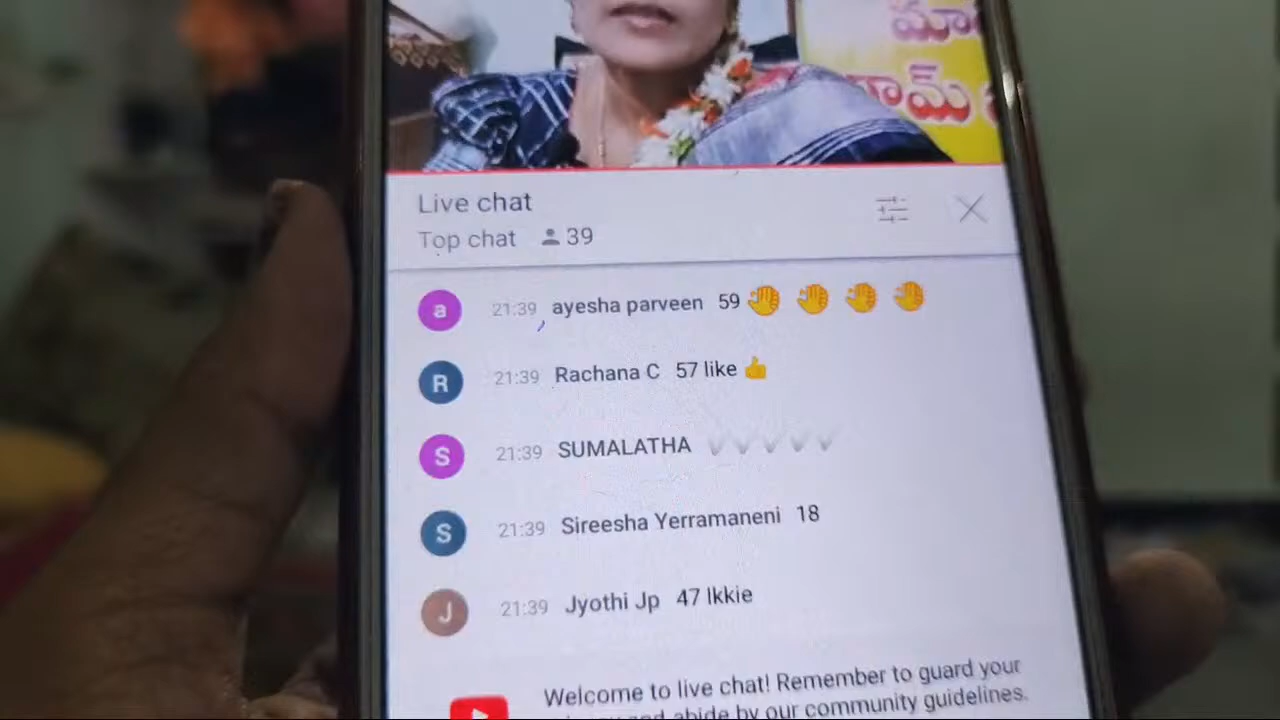 రామ్
Live chat
Top chat 39
21:39 ayesha parveen 59
21:39 Rachana C 57 like
21:39 SUMALATHA
21:39 Sireesha Yerramaneni 18
21:39 Jyothi Jp 47 lkkie
Welcome to live chat! Remember to guard your
and abide by our community guidelines.
a
R
S
S
J